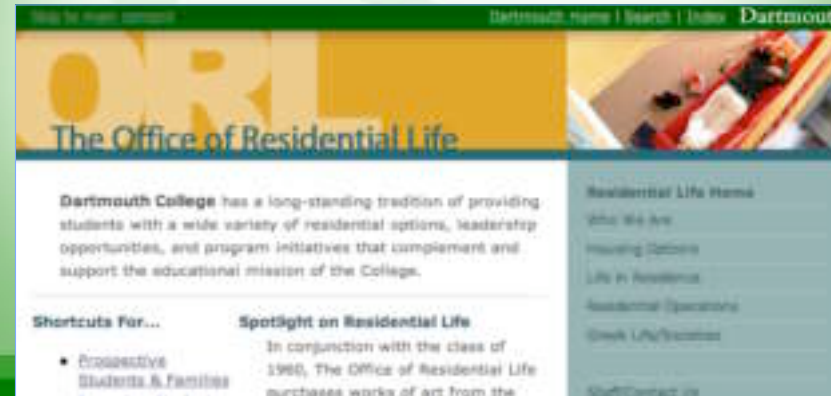 Skip to main content
Dartmouth Home | Search | Index Dartmout
ORL
The Office of Residential Life
Dartmouth College has a long-standing tradition of providing
students with a wide variety of residential options, leadership
opportunities, and program initiatives that complement and
support the educational mission of the College.
Residential Life Home
Who We Are
Housing Options
Life in Residence
Residential Operations
Greek Life/Societies
Staff/Contact Us
Shortcuts For...
• Prospective
Students & Families
Spotlight on Residential Life
In conjunction with the class of
1960, The Office of Residential Life
purchases works of art from the